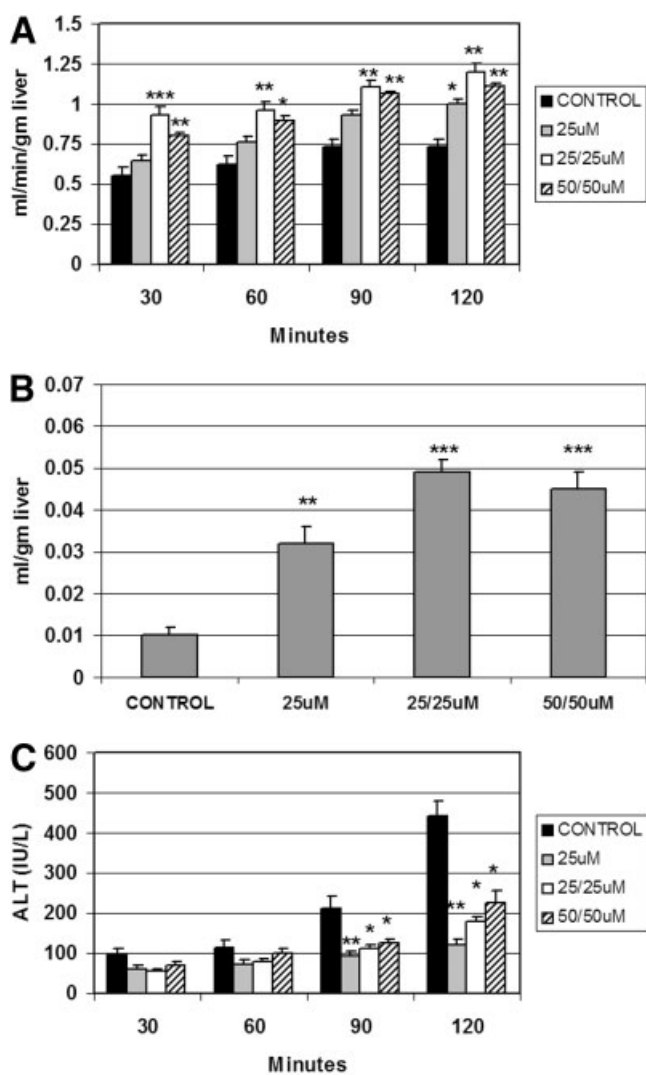 A
ml/min/gm liver
1.5
1.25
1
0.75
0.5
0.25
0
***
**
**
*
**
**
*
**
**
30 60 90 120
Minutes
CONTROL
25uM
25/25uM
50/50uM
B
ml/gm liver
0.07
0.06
0.05
0.04
0.03
0.02
0.01
0
**
***
***
CONTROL 25uM 25/25uM 50/50uM
C
ALT (IU/L)
600
500
400
300
200
100
0
**
*
*
**
*
*
30 60 90 120
Minutes
CONTROL
25uM
25/25uM
50/50uM